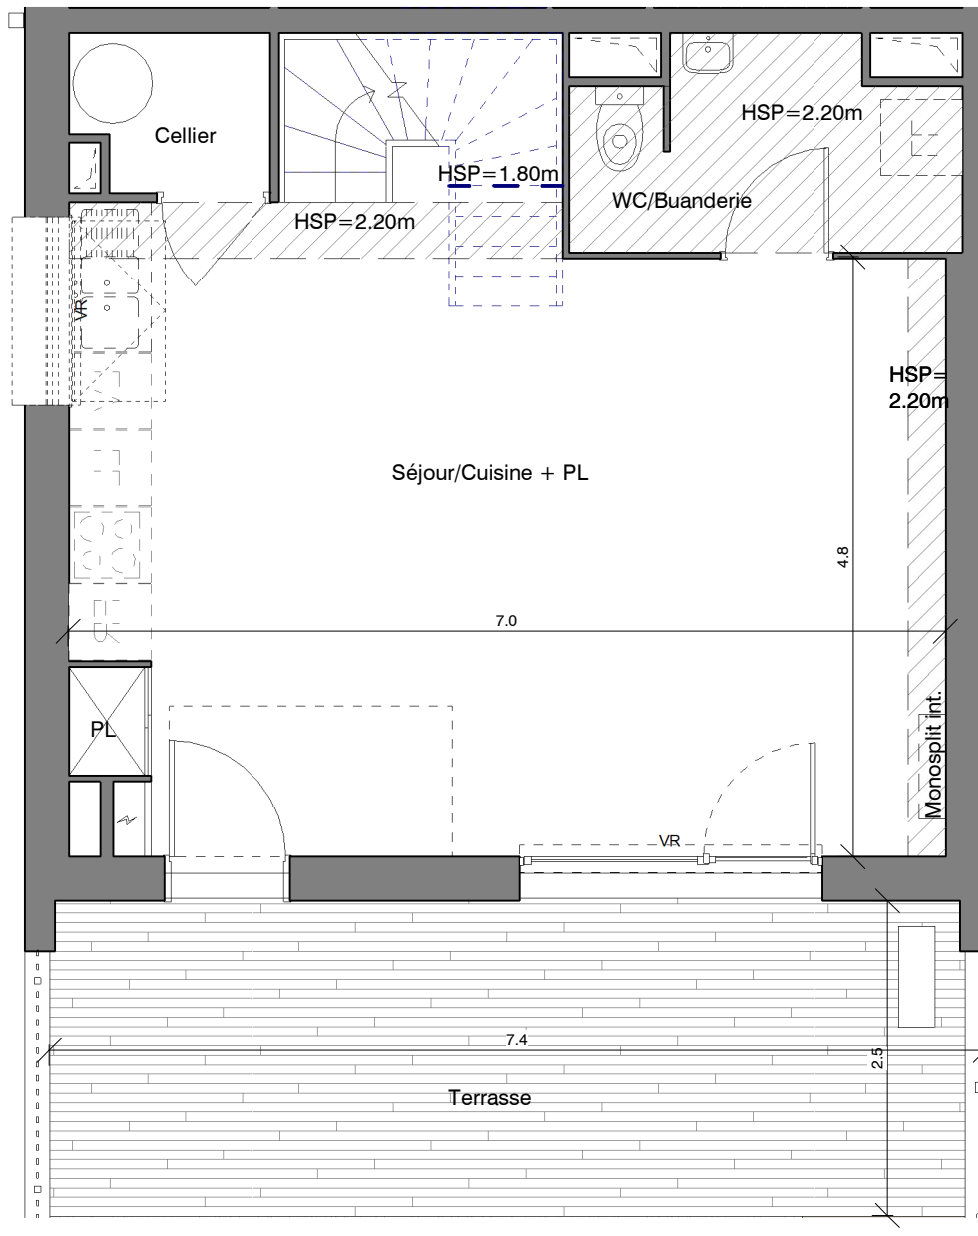 HSP=2.20m
Cellier
HSP=1.80m
WC/Buanderie
HSP=2.20m
VR
HSP=
2.20m
Séjour/Cuisine + PL
4.8
7.0
PL
Monosplit int.
VR
7.4
2.5
Terrasse